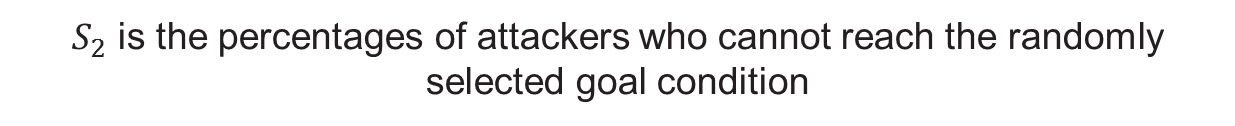 S₂ is the percentages of attackers who cannot reach the randomly
selected goal condition